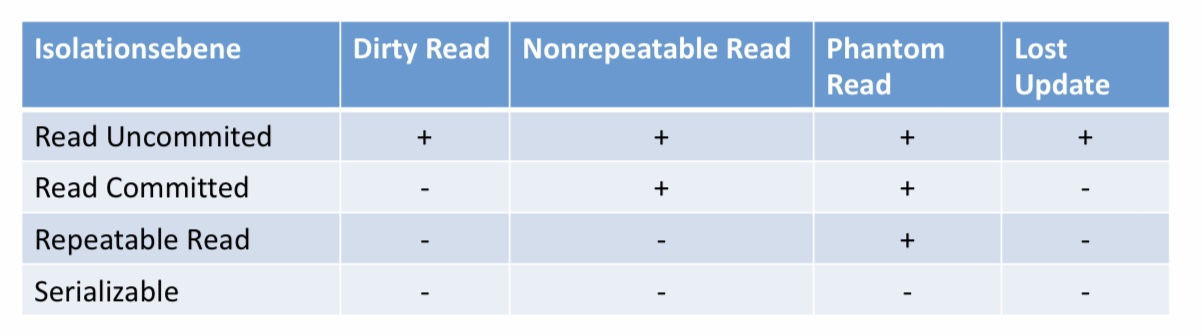 Isolationsebene Dirty Read Nonrepeatable Read Phantom Read Lost Update
Read Uncommited + + + +
Read Committed - + + -
Repeatable Read - - + -
Serializable - - - -